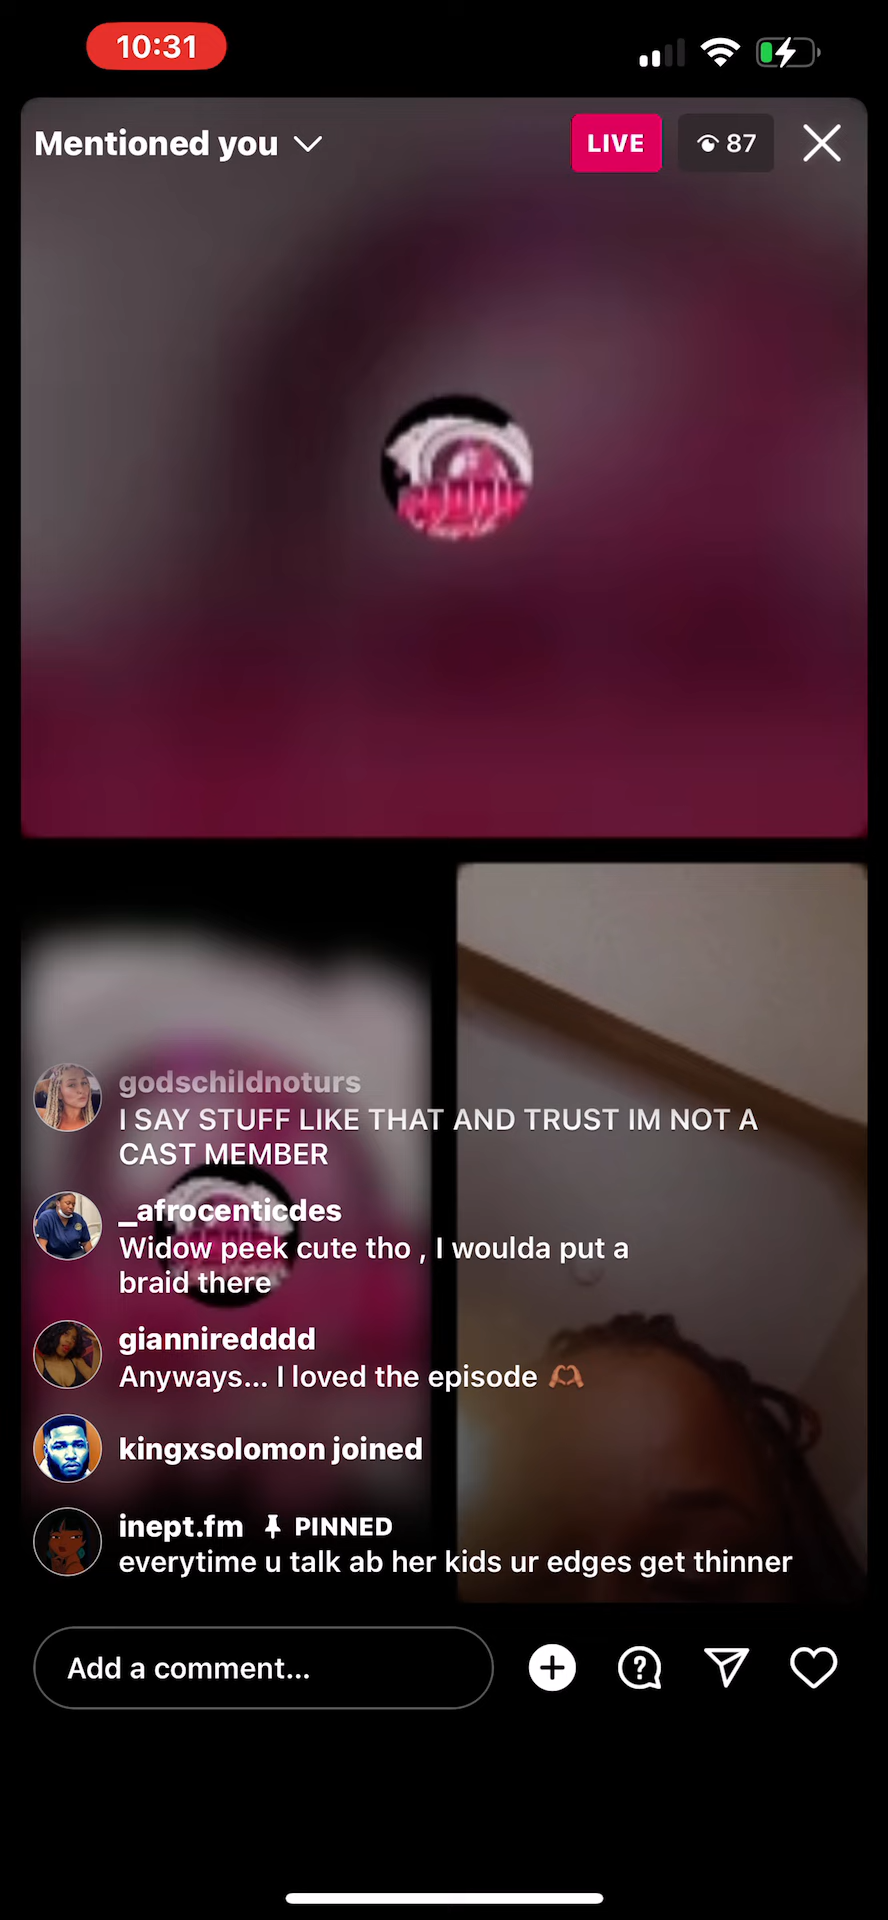 10:31
Mentioned you
LIVE
87
godschildnoturs
I SAY STUFF LIKE THAT AND TRUST IM NOT A
CAST MEMBER
_afrocenticdes
Widow peek cute tho , I woulda put a
braid there
gianniredddd
Anyways... I loved the episode 🫶🏽
kingxsolomon joined
inept.fm PINNED
everytime u talk ab her kids ur edges get thinner
Add a comment...